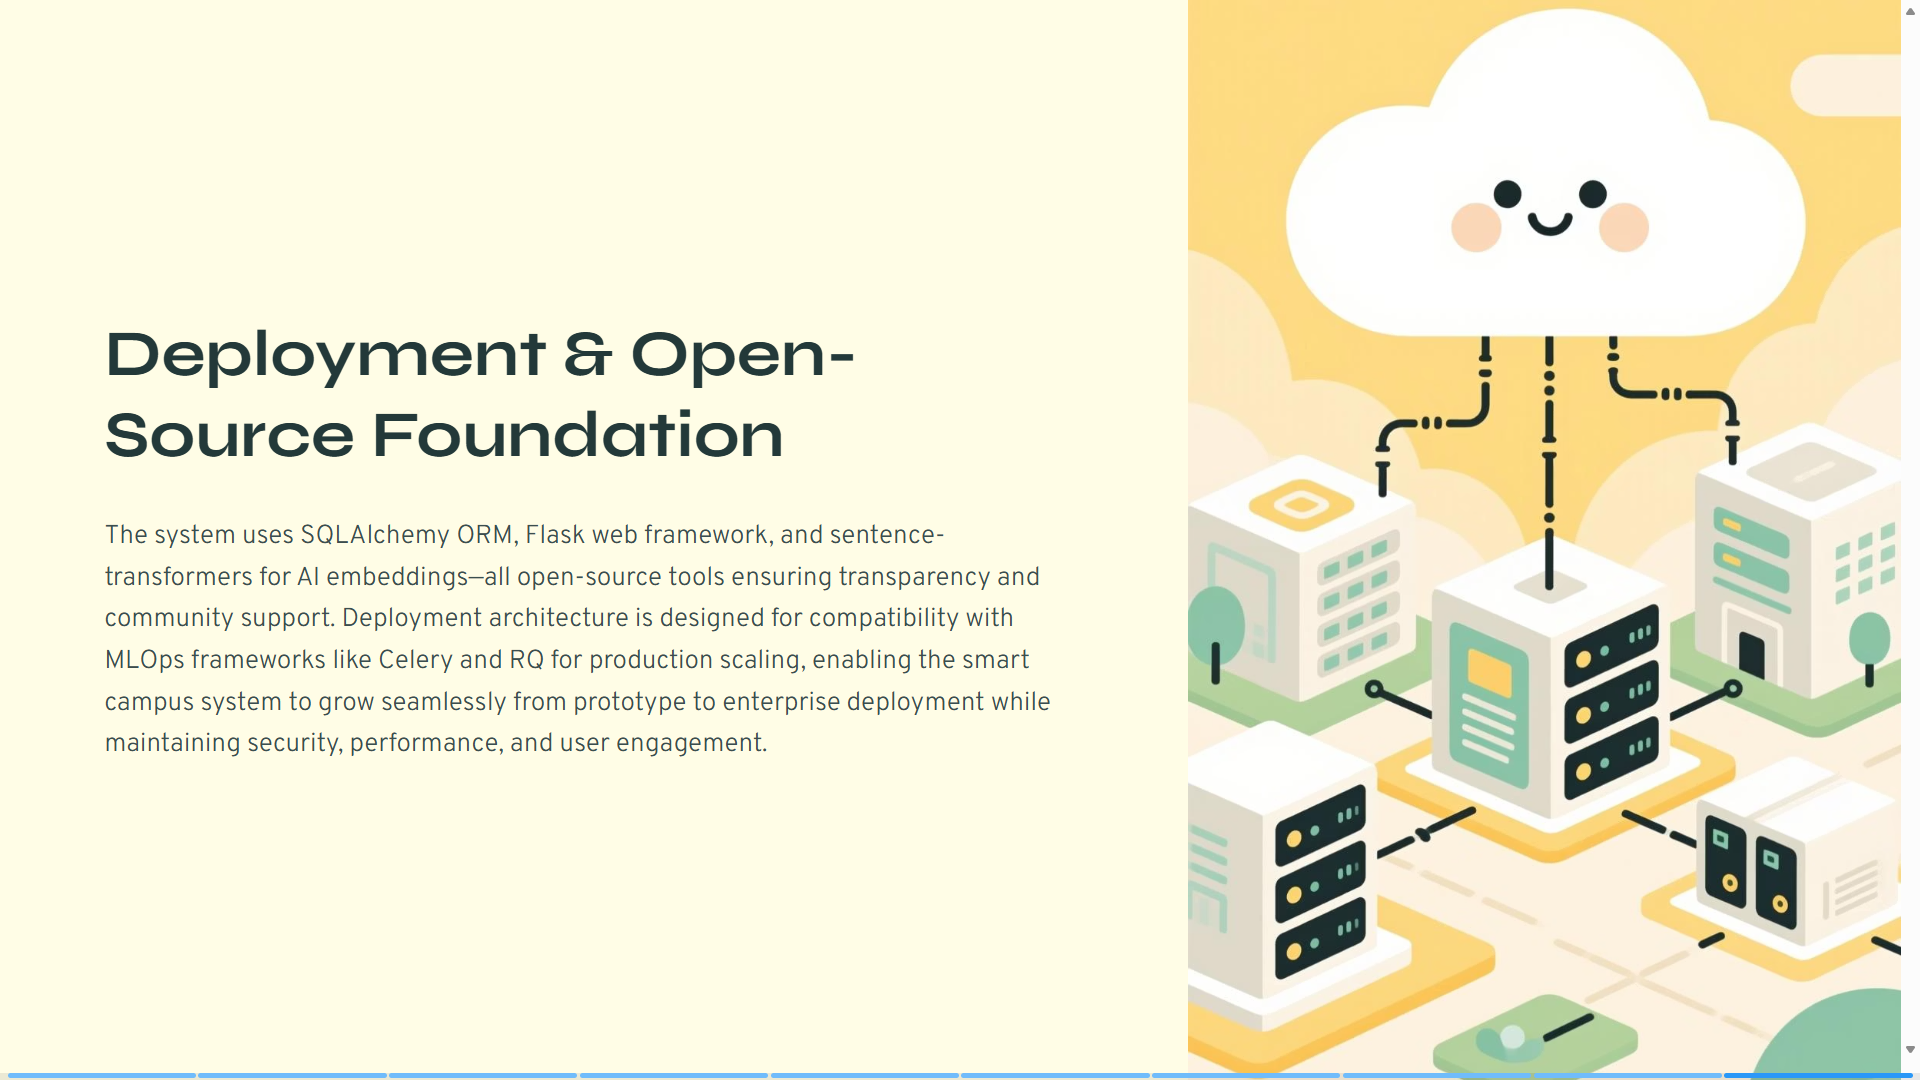 Deployment & Open-
Source Foundation
The system uses SQLAlchemy ORM, Flask web framework, and sentence-
transformers for AI embeddings—all open-source tools ensuring transparency and
community support. Deployment architecture is designed for compatibility with
MLOps frameworks like Celery and RQ for production scaling, enabling the smart
campus system to grow seamlessly from prototype to enterprise deployment while
maintaining security, performance, and user engagement.